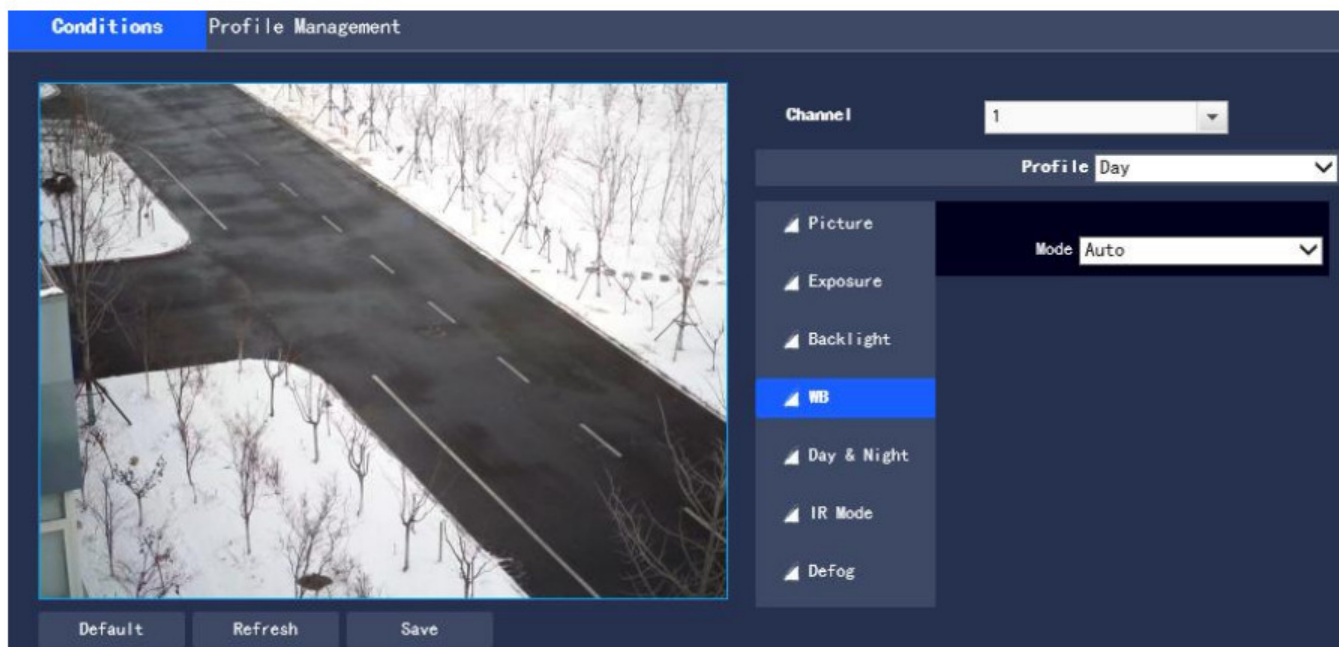 Conditions Profile Management
Channel 1
Profile Day
Picture
Mode Auto
Exposure
Backlight
WB
Day & Night
IR Mode
Defog
Default Refresh Save